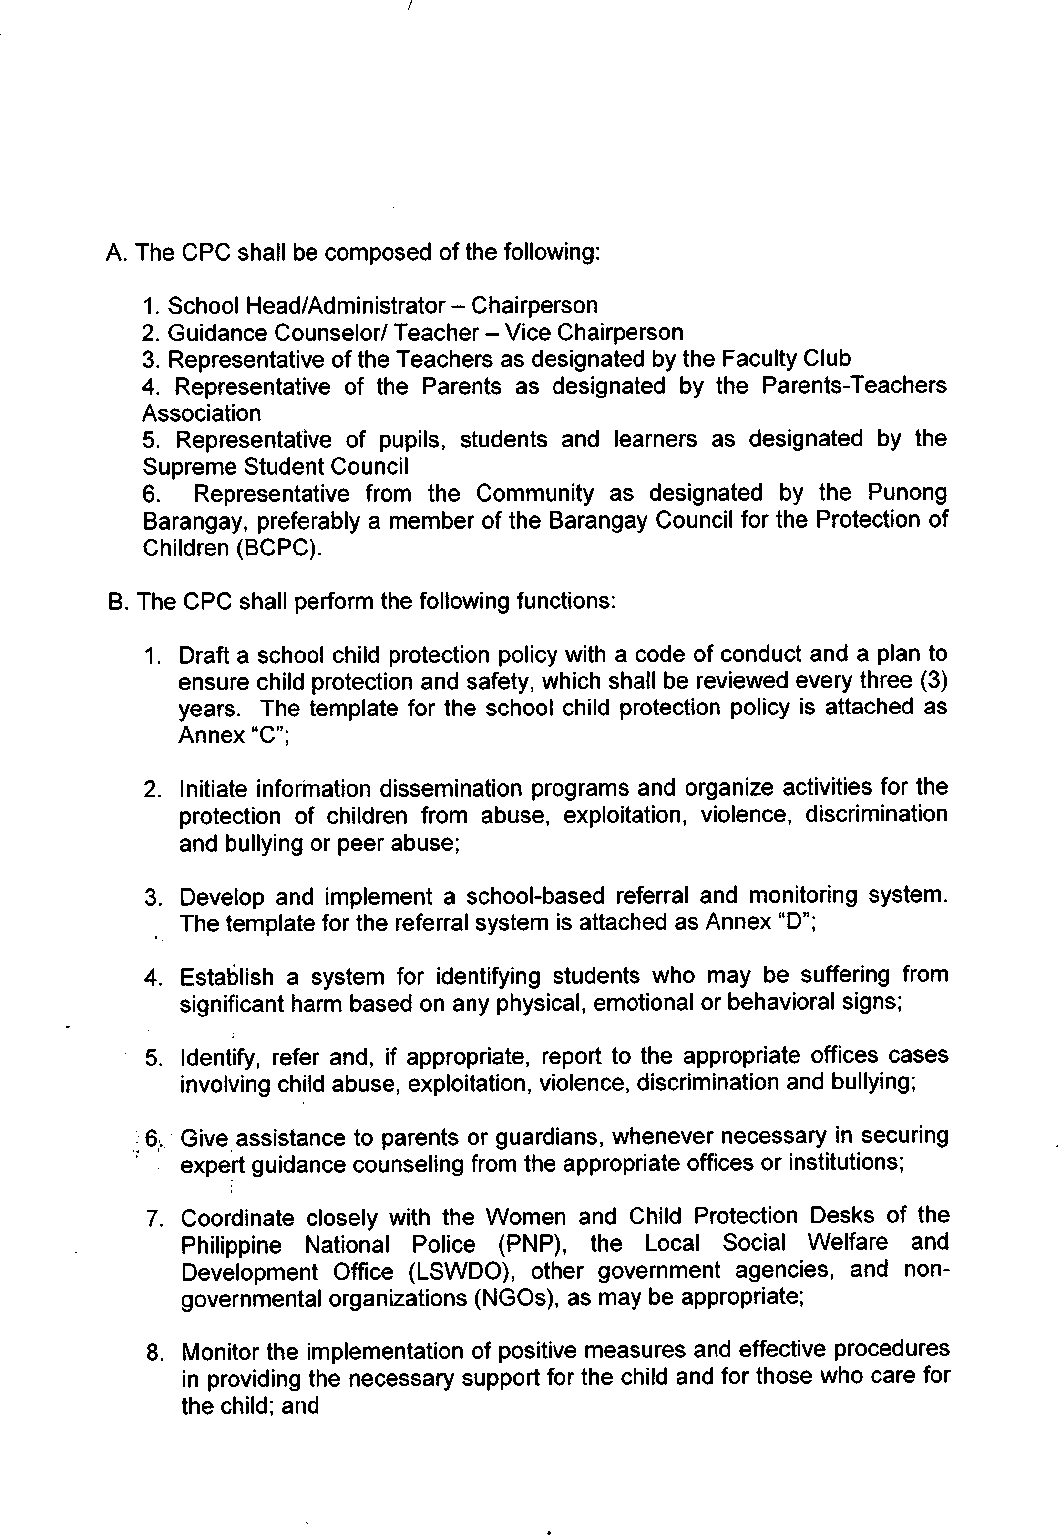 A. The CPC shall be composed of the following:
1. School Head/Administrator – Chairperson
2. Guidance Counselor/ Teacher – Vice Chairperson
3. Representative of the Teachers as designated by the Faculty Club
4. Representative of the Parents as designated by the Parents-Teachers
Association
5. Representative of pupils, students and learners as designated by the
Supreme Student Council
6. Representative from the Community as designated by the Punong
Barangay, preferably a member of the Barangay Council for the Protection of
Children (BCPC).
B. The CPC shall perform the following functions:
1. Draft a school child protection policy with a code of conduct and a plan to
ensure child protection and safety, which shall be reviewed every three (3)
years. The template for the school child protection policy is attached as
Annex “C”;
2. Initiate information dissemination programs and organize activities for the
protection of children from abuse, exploitation, violence, discrimination
and bullying or peer abuse;
3. Develop and implement a school-based referral and monitoring system.
The template for the referral system is attached as Annex “D”;
4. Establish a system for identifying students who may be suffering from
significant harm based on any physical, emotional or behavioral signs;
5. Identify, refer and, if appropriate, report to the appropriate offices cases
involving child abuse, exploitation, violence, discrimination and bullying;
6. Give assistance to parents or guardians, whenever necessary in securing
expert guidance counseling from the appropriate offices or institutions;
7. Coordinate closely with the Women and Child Protection Desks of the
Philippine National Police (PNP), the Local Social Welfare and
Development Office (LSWDO), other government agencies, and non-
governmental organizations (NGOs), as may be appropriate;
8. Monitor the implementation of positive measures and effective procedures
in providing the necessary support for the child and for those who care for
the child; and